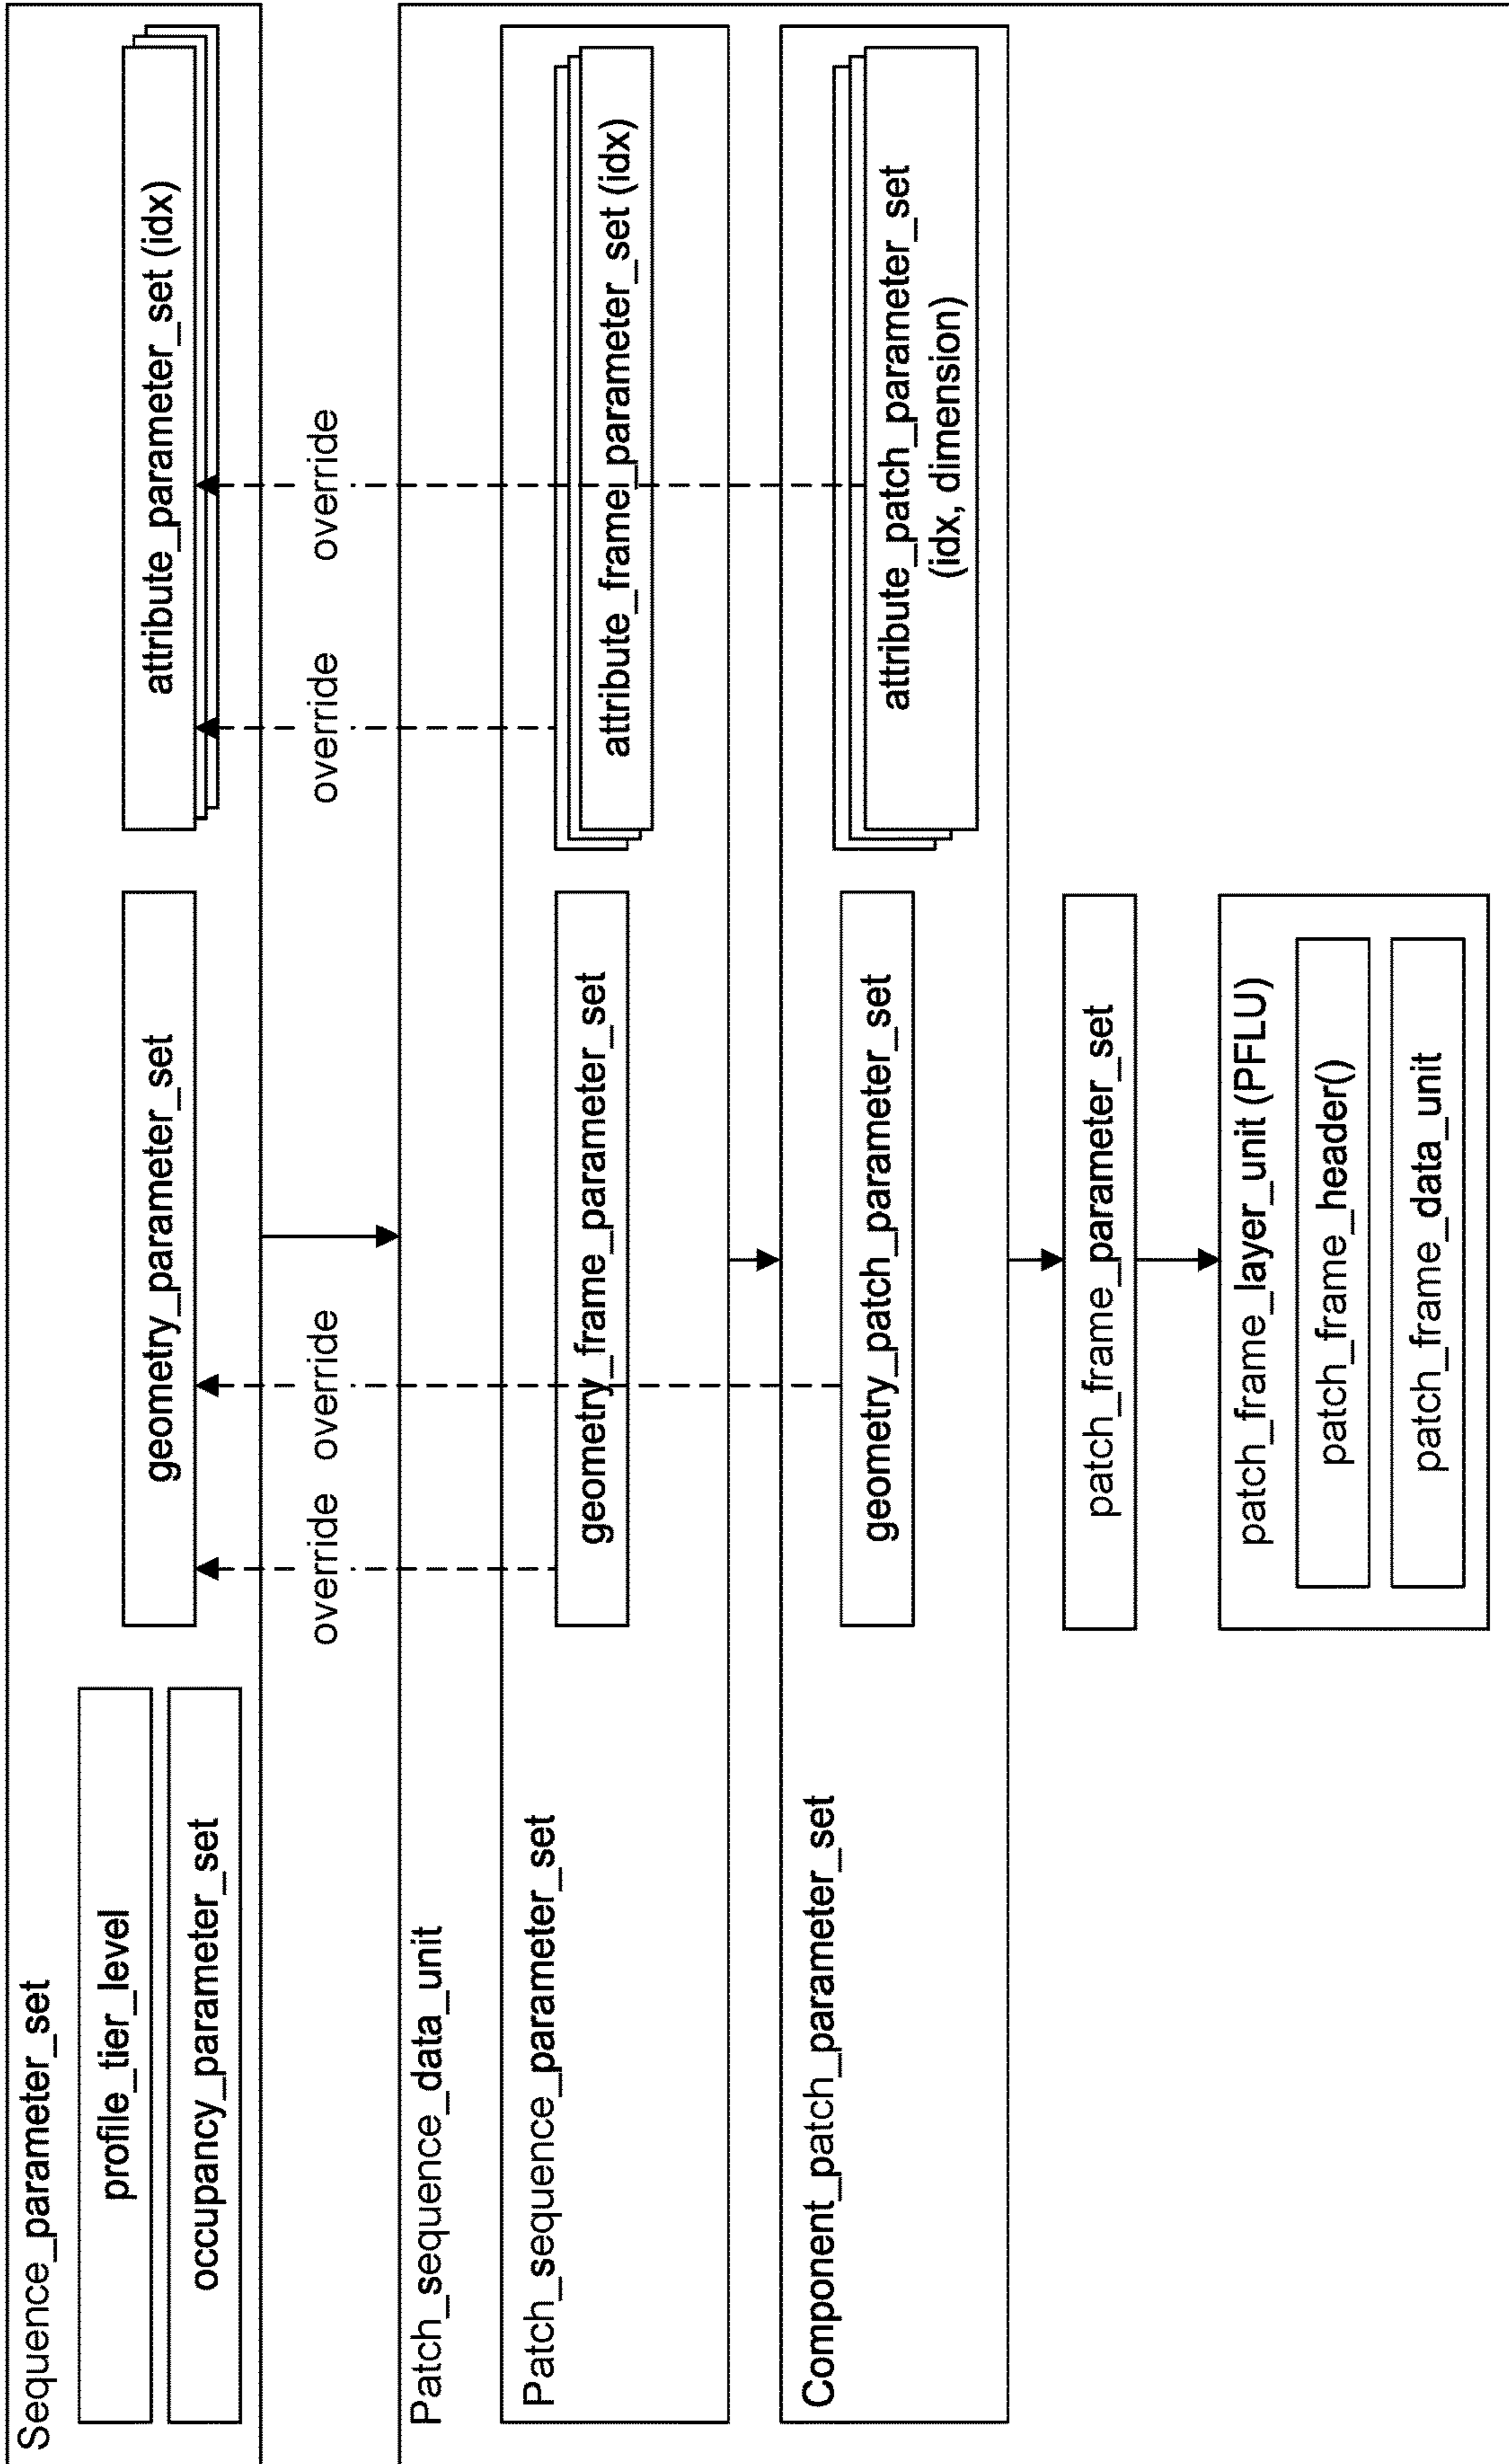 Sequence_parameter_set
profile_tier_level
occupancy_parameter_set
geometry_parameter_set
attribute_parameter_set (idx)
override
override
override
override
Patch_sequence_data_unit
Patch_sequence_parameter_set
geometry_frame_parameter_set
attribute_frame_parameter_set (idx)
Component_patch_parameter_set
geometry_patch_parameter_set
attribute_patch_parameter_set
(idx, dimension)
patch_frame_parameter_set
patch_frame_layer_unit (PFLU)
patch_frame_header()
patch_frame_data_unit